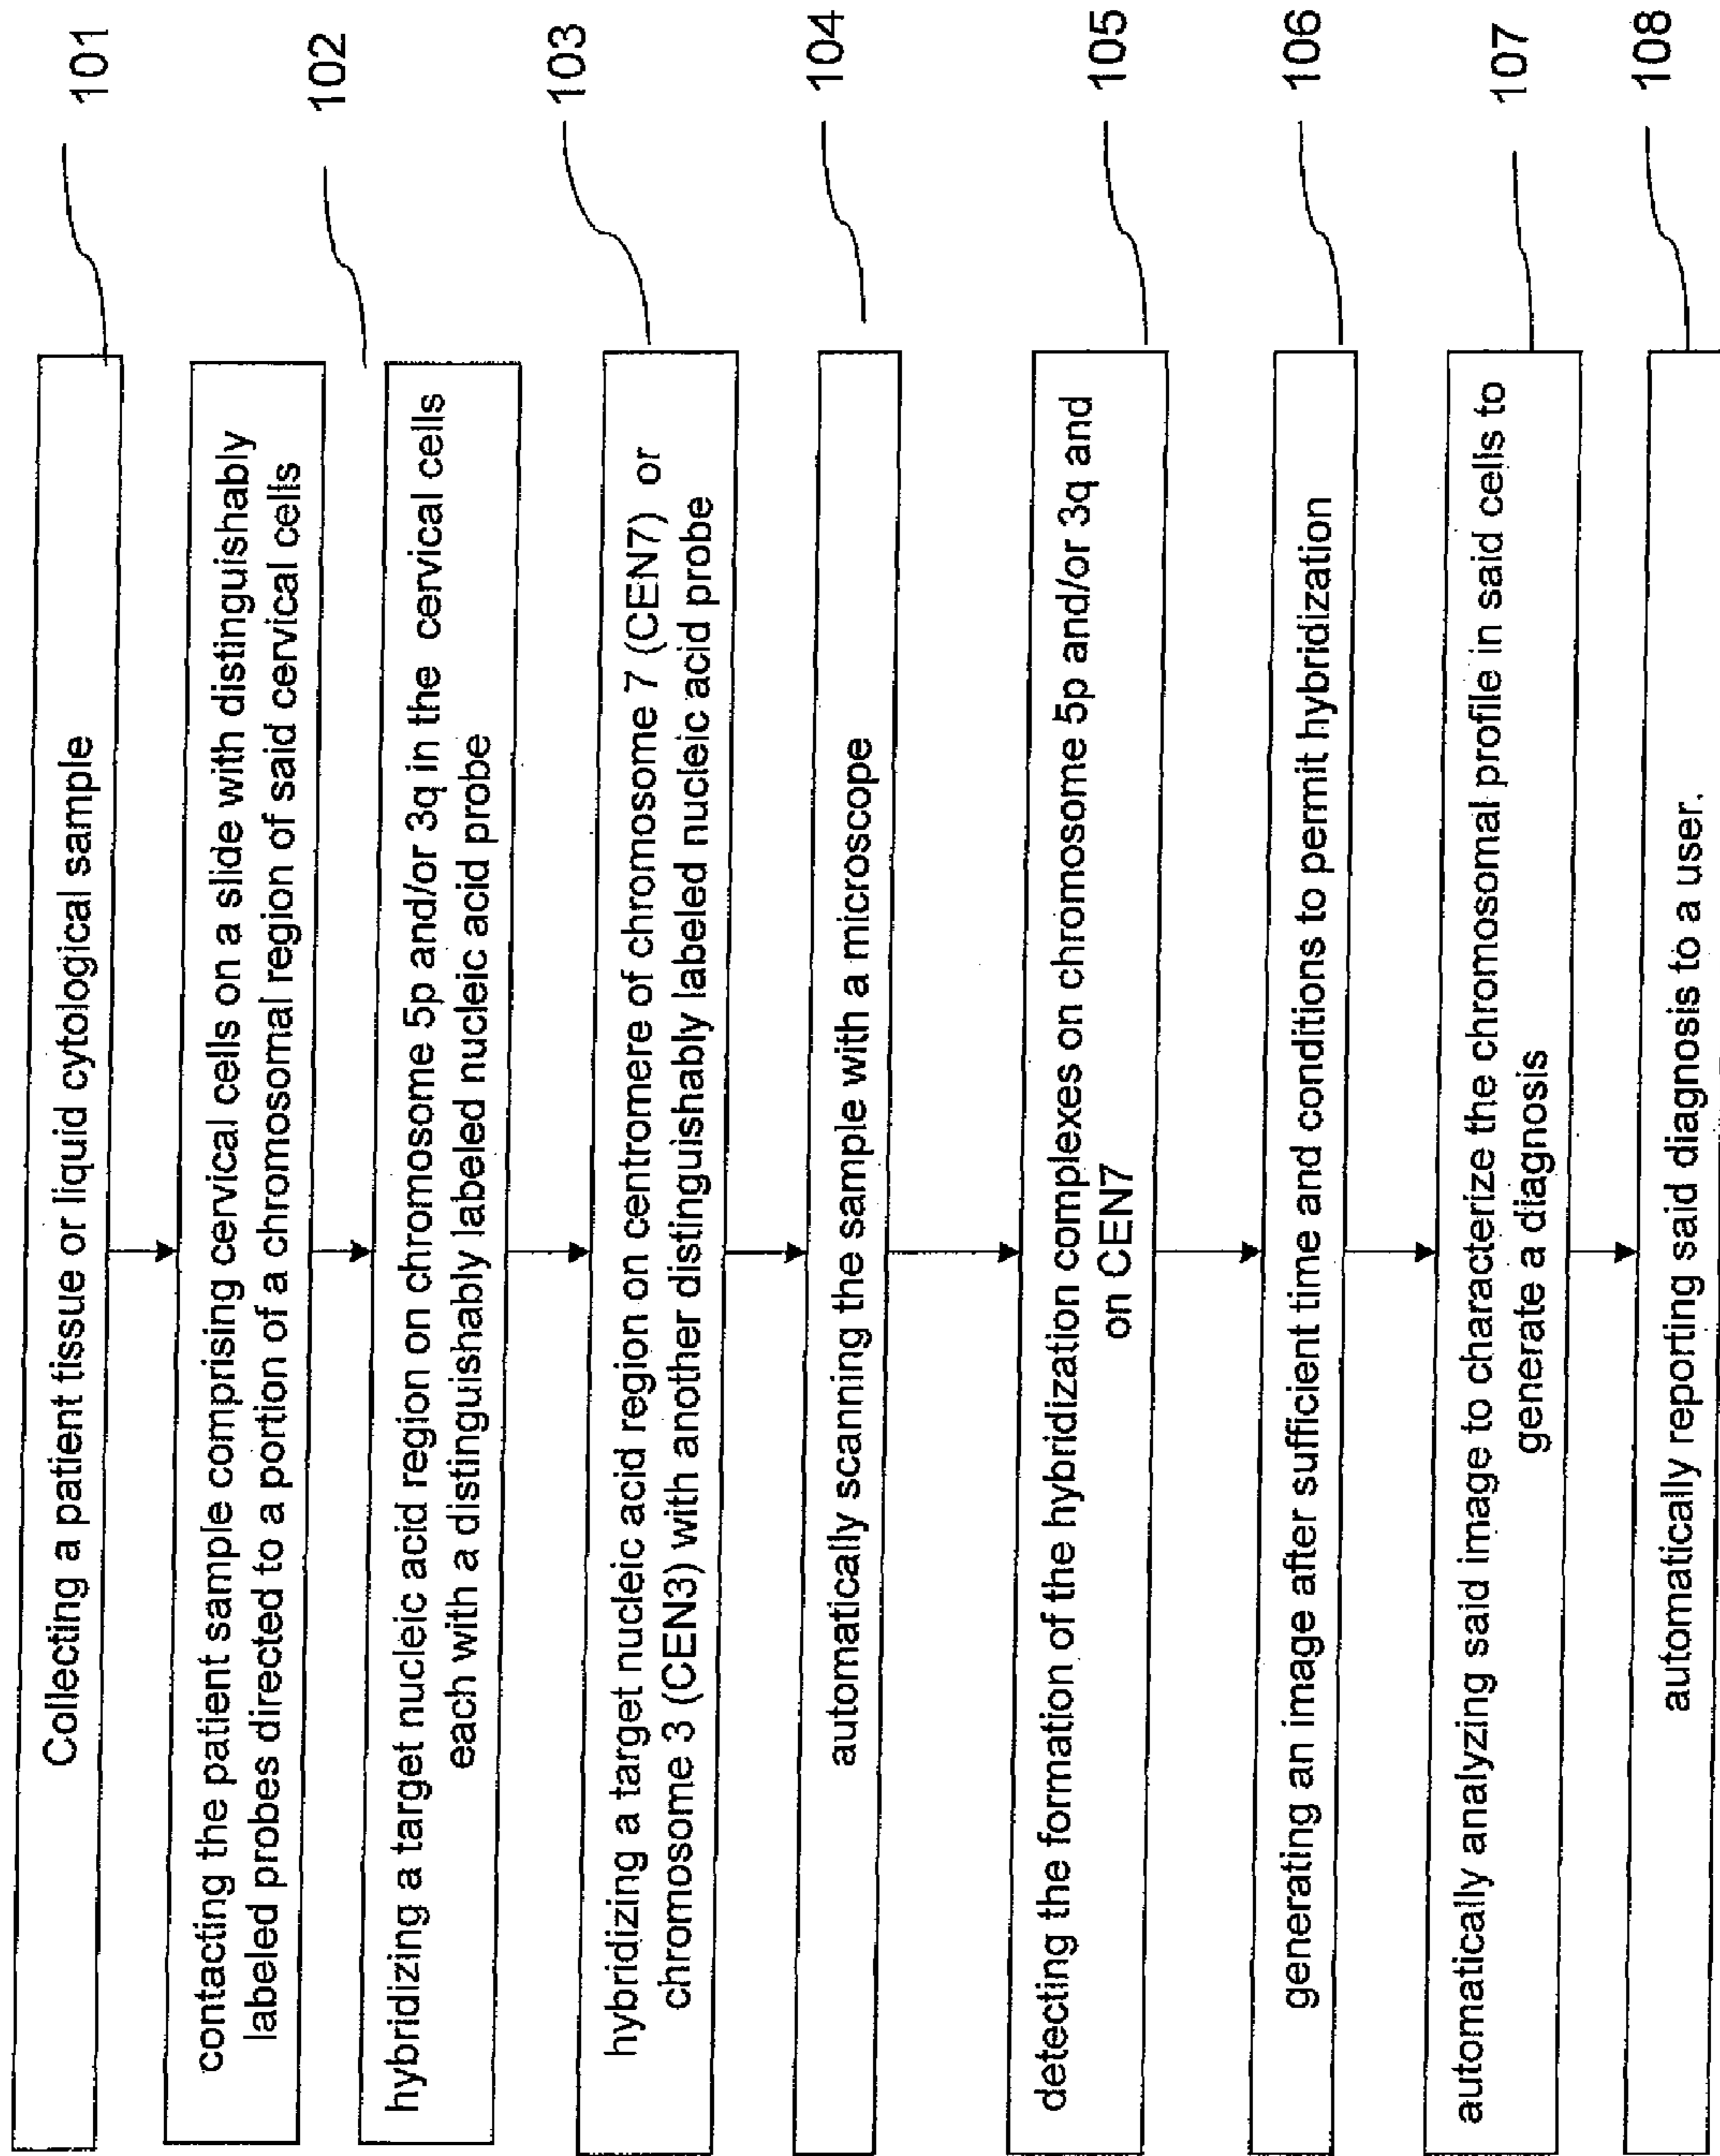 Collecting a patient tissue or liquid cytological sample
101
contacting the patient sample comprising cervical cells on a slide with distinguishably
labeled probes directed to a portion of a chromosomal region of said cervical cells
102
hybridizing a target nucleic acid region on chromosome 5p and/or 3q in the cervical cells
each with a distinguishably labeled nucleic acid probe
hybridizing a target nucleic acid region on centromere of chromosome 7 (CEN7) or
chromosome 3 (CEN3) with another distinguishably labeled nucleic acid probe
103
automatically scanning the sample with a microscope
104
detecting the formation of the hybridization complexes on chromosome 5p and/or 3q and
on CEN7
105
generating an image after sufficient time and conditions to permit hybridization
106
automatically analyzing said image to characterize the chromosomal profile in said cells to
generate a diagnosis
107
automatically reporting said diagnosis to a user.
108